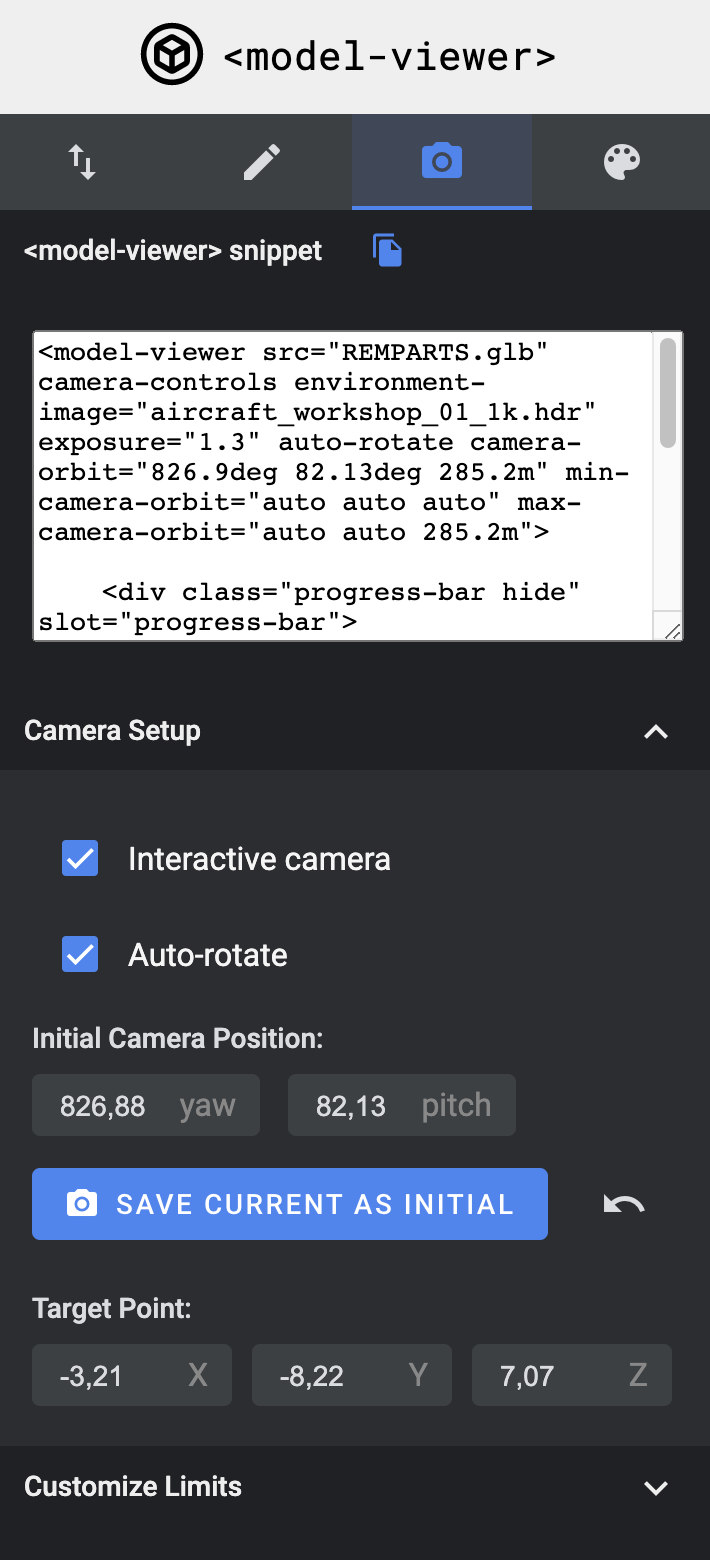 <model-viewer>
<model-viewer> snippet
<model-viewer src="REMPARTS.glb"
camera-controls environment-
image="aircraft_workshop_01_1k.hdr"
exposure="1.3" auto-rotate camera-
orbit="826.9deg 82.13deg 285.2m" min-
camera-orbit="auto auto auto" max-
camera-orbit="auto auto 285.2m">
<div class="progress-bar hide"
slot="progress-bar">
Camera Setup
Interactive camera
Auto-rotate
Initial Camera Position:
826,88 yaw 82,13 pitch
SAVE CURRENT AS INITIAL
Target Point:
-3,21 X -8,22 Y 7,07 Z
Customize Limits